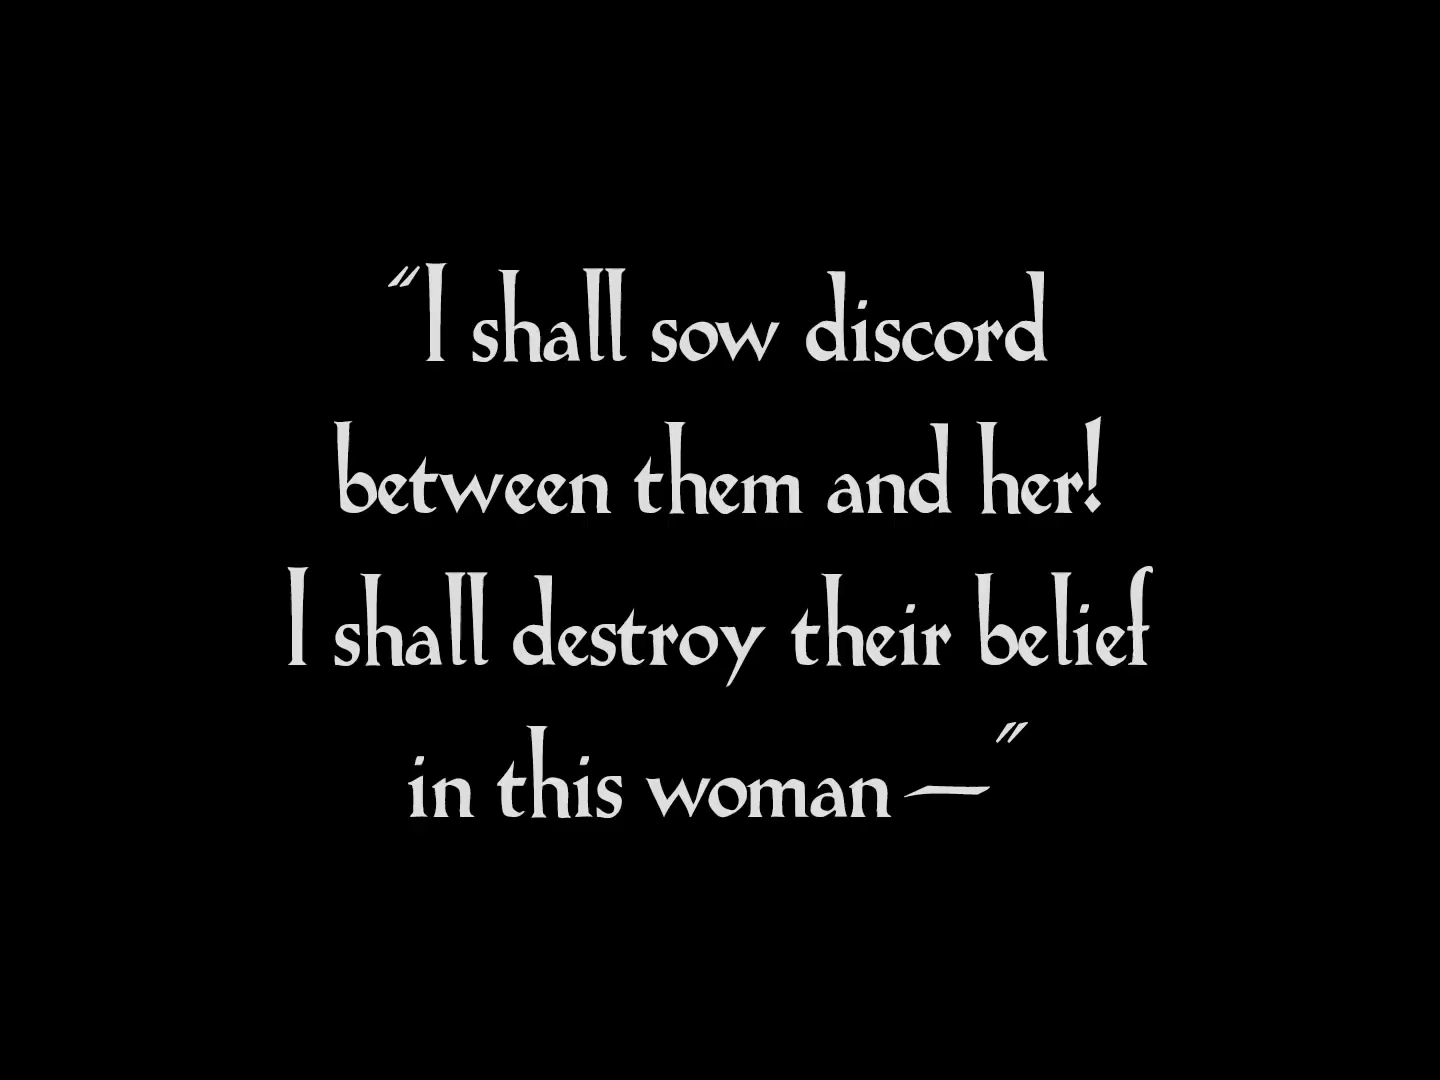 “I shall sow discord
between them and her!
I shall destroy their belief
in this woman —”